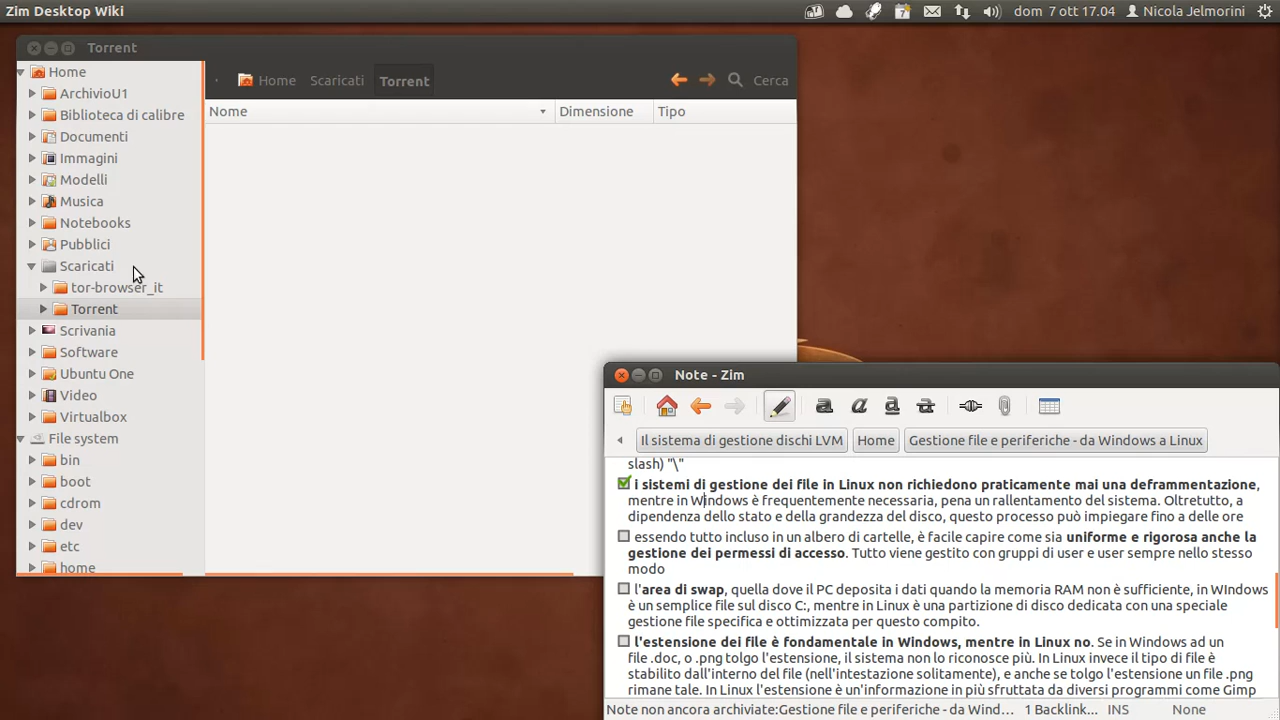 Zim Desktop Wiki
dom 7 ott 17.04
Nicola Jelmorini
Torrent
Home
ArchivioU1
Biblioteca di calibre
Documenti
Immagini
Modelli
Musica
Notebooks
Pubblici
Scaricati
tor-browser_it
Torrent
Scrivania
Software
Ubuntu One
Video
Virtualbox
File system
bin
boot
cdrom
dev
etc
home
Home Scaricati Torrent
Cerca
Nome Dimensione Tipo
Note - Zim
Il sistema di gestione dischi LVM Home Gestione file e periferiche - da Windows a Linux
slash) "\"
i sistemi di gestione dei file in Linux non richiedono praticamente mai una deframmentazione,
mentre in Windows è frequentemente necessaria, pena un rallentamento del sistema. Oltretutto, a
dipendenza dello stato e della grandezza del disco, questo processo può impiegare fino a delle ore
essendo tutto incluso in un albero di cartelle, è facile capire come sia uniforme e rigorosa anche la
gestione dei permessi di accesso. Tutto viene gestito con gruppi di user e user sempre nello stesso
modo
l'area di swap, quella dove il PC deposita i dati quando la memoria RAM non è sufficiente, in WIndows
è un semplice file sul disco C:, mentre in Linux è una partizione di disco dedicata con una speciale
gestione file specifica e ottimizzata per questo compito.
l'estensione dei file è fondamentale in Windows, mentre in Linux no. Se in Windows ad un
file .doc, o .png tolgo l'estensione, il sistema non lo riconosce più. In Linux invece il tipo di file è
stabilito dall'interno del file (nell'intestazione solitamente), e anche se tolgo l'estensione un file .png
rimane tale. In Linux l'estensione è un'informazione in più sfruttata da diversi programmi come Gimp
Note non ancora archiviate:Gestione file e periferiche - da Wind... 1 Backlink... INS None